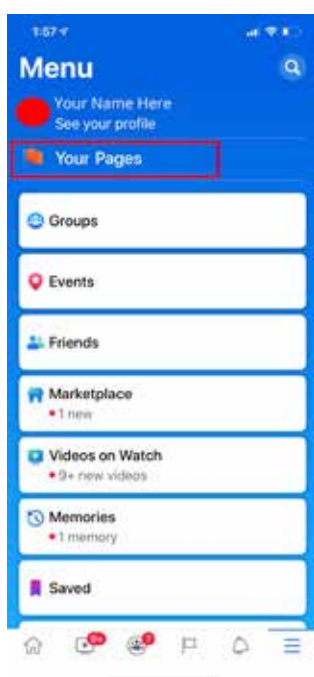 1:57
Menu
Your Name Here
See your profile
Your Pages
Groups
Events
Friends
Marketplace
1 new
Videos on Watch
9+ new videos
Memories
1 memory
Saved
9+